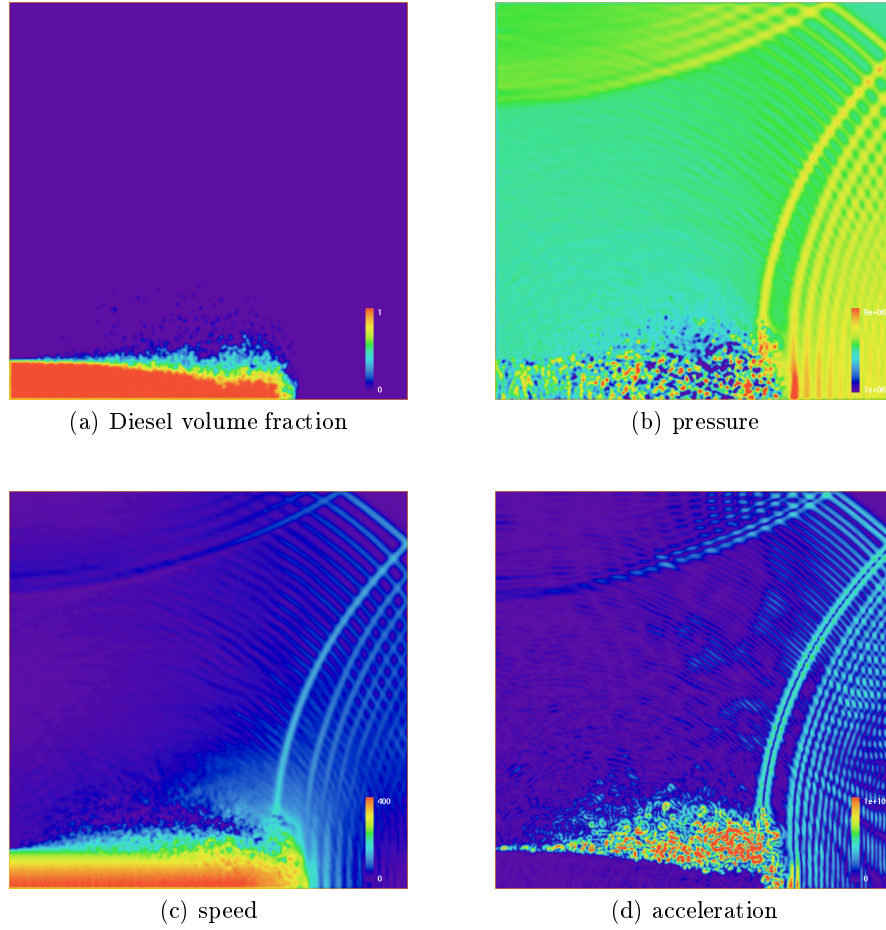 1
0
(a) Diesel volume fraction
9e+06
1e+06
(b) pressure
400
0
(c) speed
1e+10
0
(d) acceleration